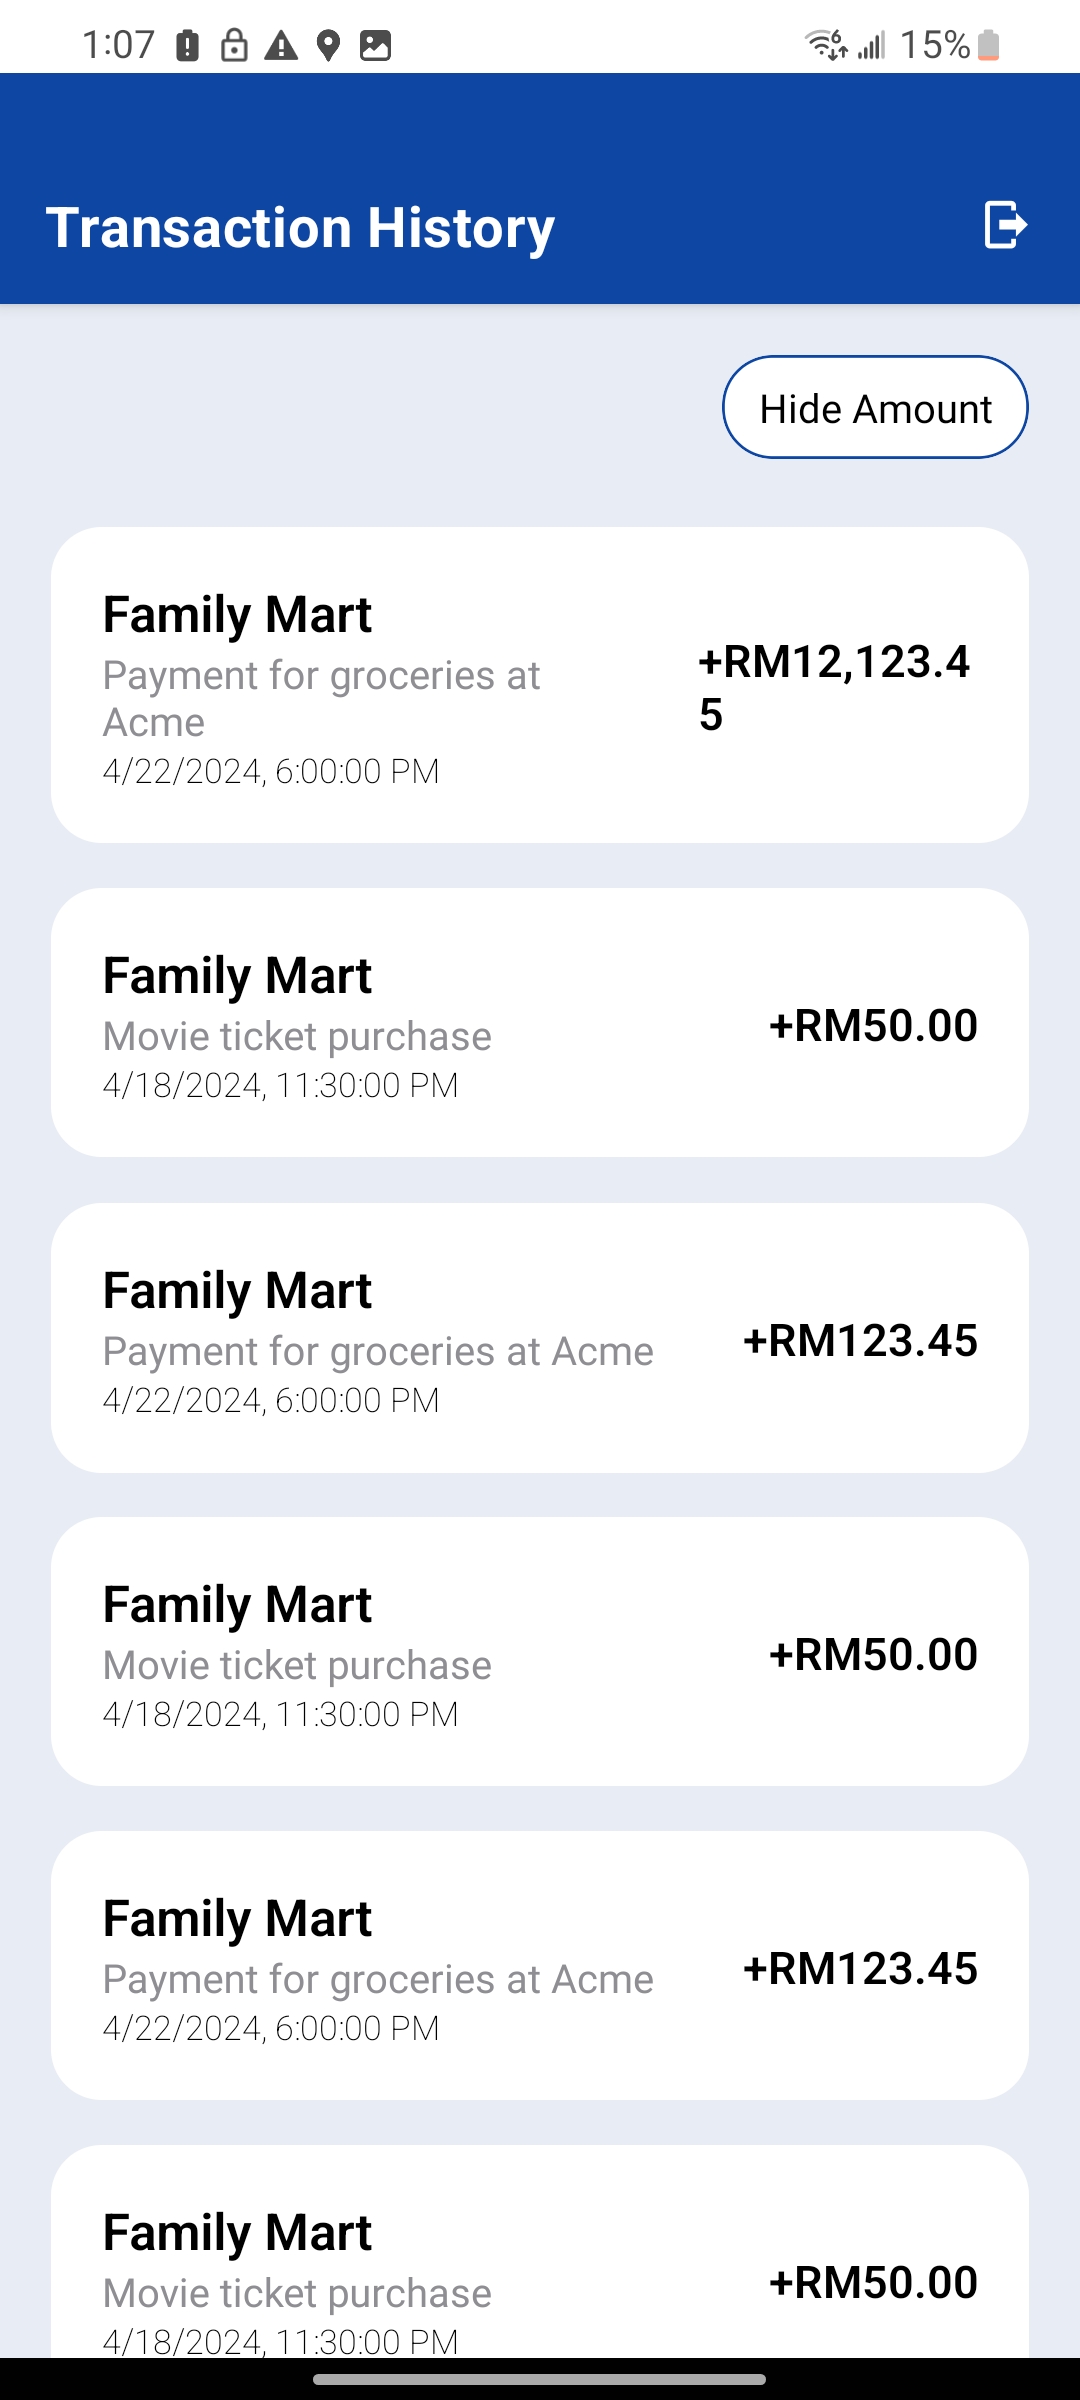 1:07
15%
Transaction History
Hide Amount
Family Mart
Payment for groceries at
Acme
4/22/2024, 6:00:00 PM
+RM12,123.4
5
Family Mart
Movie ticket purchase
4/18/2024, 11:30:00 PM
+RM50.00
Family Mart
Payment for groceries at Acme
4/22/2024, 6:00:00 PM
+RM123.45
Family Mart
Movie ticket purchase
4/18/2024, 11:30:00 PM
+RM50.00
Family Mart
Payment for groceries at Acme
4/22/2024, 6:00:00 PM
+RM123.45
Family Mart
Movie ticket purchase
4/18/2024, 11:30:00 PM
+RM50.00